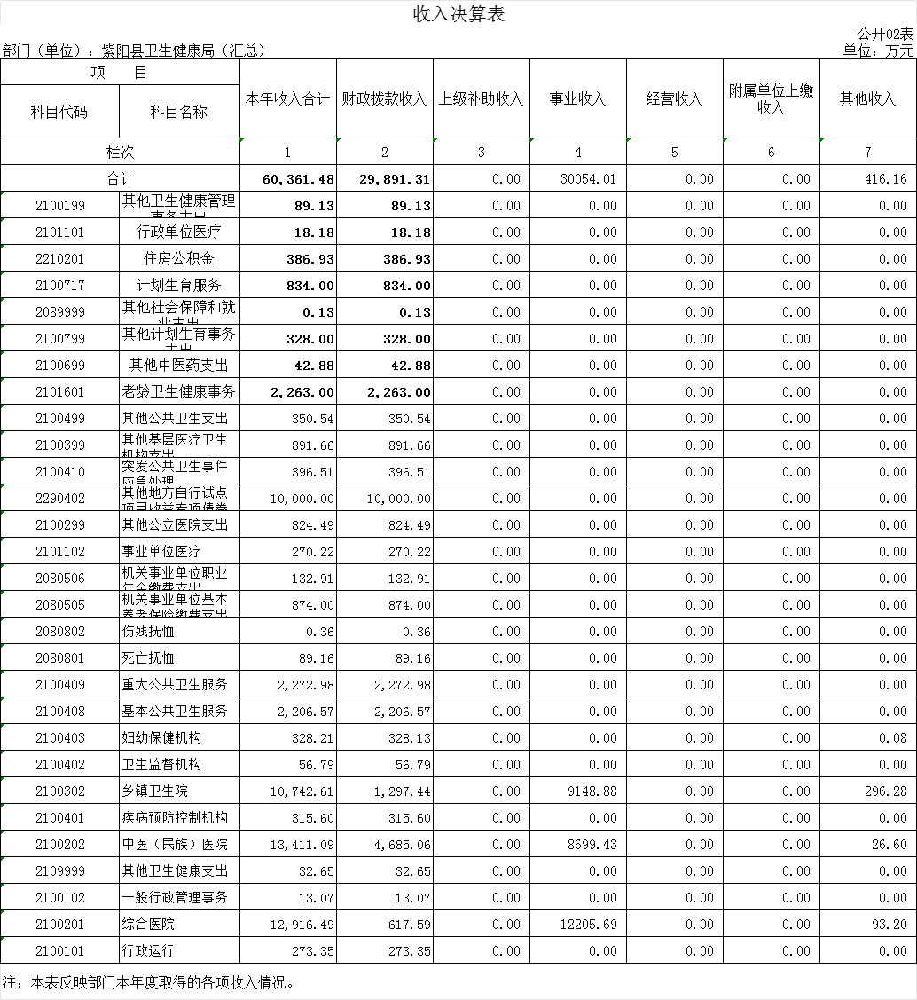 收入决算表
公开02表
部门（单位）：紫阳县卫生健康局（汇总） 单位：万元
项 目 本年收入合计 财政拨款收入 上级补助收入 事业收入 经营收入 附属单位上缴收入 其他收入
科目代码 科目名称
栏次 1 2 3 4 5 6 7
合计 60,361.48 29,891.31 0.00 30054.01 0.00 0.00 416.16
2100199 其他卫生健康管理事务支出 89.13 89.13 0.00 0.00 0.00 0.00 0.00
2101101 行政单位医疗 18.18 18.18 0.00 0.00 0.00 0.00 0.00
2210201 住房公积金 386.93 386.93 0.00 0.00 0.00 0.00 0.00
2100717 计划生育服务 834.00 834.00 0.00 0.00 0.00 0.00 0.00
2089999 其他社会保障和就业支出 0.13 0.13 0.00 0.00 0.00 0.00 0.00
2100799 其他计划生育事务支出 328.00 328.00 0.00 0.00 0.00 0.00 0.00
2100699 其他中医药支出 42.88 42.88 0.00 0.00 0.00 0.00 0.00
2101601 老龄卫生健康事务 2,263.00 2,263.00 0.00 0.00 0.00 0.00 0.00
2100499 其他公共卫生支出 350.54 350.54 0.00 0.00 0.00 0.00 0.00
2100399 其他基层医疗卫生机构支出 891.66 891.66 0.00 0.00 0.00 0.00 0.00
2100410 突发公共卫生事件应急处理 396.51 396.51 0.00 0.00 0.00 0.00 0.00
2290402 其他地方自行试点项目收益专项债券 10,000.00 10,000.00 0.00 0.00 0.00 0.00 0.00
2100299 其他公立医院支出 824.49 824.49 0.00 0.00 0.00 0.00 0.00
2101102 事业单位医疗 270.22 270.22 0.00 0.00 0.00 0.00 0.00
2080506 机关事业单位职业年金缴费支出 132.91 132.91 0.00 0.00 0.00 0.00 0.00
2080505 机关事业单位基本养老保险缴费支出 874.00 874.00 0.00 0.00 0.00 0.00 0.00
2080802 伤残抚恤 0.36 0.36 0.00 0.00 0.00 0.00 0.00
2080801 死亡抚恤 89.16 89.16 0.00 0.00 0.00 0.00 0.00
2100409 重大公共卫生服务 2,272.98 2,272.98 0.00 0.00 0.00 0.00 0.00
2100408 基本公共卫生服务 2,206.57 2,206.57 0.00 0.00 0.00 0.00 0.00
2100403 妇幼保健机构 328.21 328.13 0.00 0.00 0.00 0.00 0.08
2100402 卫生监督机构 56.79 56.79 0.00 0.00 0.00 0.00 0.00
2100302 乡镇卫生院 10,742.61 1,297.44 0.00 9148.88 0.00 0.00 296.28
2100401 疾病预防控制机构 315.60 315.60 0.00 0.00 0.00 0.00 0.00
2100202 中医（民族）医院 13,411.09 4,685.06 0.00 8699.43 0.00 0.00 26.60
2109999 其他卫生健康支出 32.65 32.65 0.00 0.00 0.00 0.00 0.00
2100102 一般行政管理事务 13.07 13.07 0.00 0.00 0.00 0.00 0.00
2100201 综合医院 12,916.49 617.59 0.00 12205.69 0.00 0.00 93.20
2100101 行政运行 273.35 273.35 0.00 0.00 0.00 0.00 0.00
注：本表反映部门本年度取得的各项收入情况。